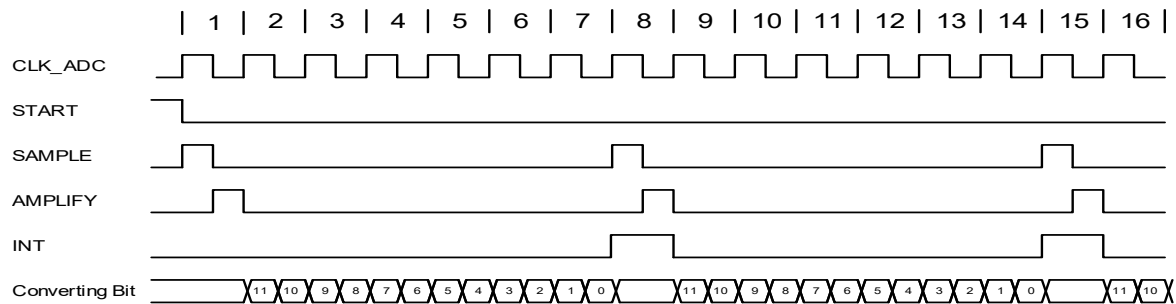 1 2 3 4 5 6 7 8 9 10 11 12 13 14 15 16
CLK_ADC
START
SAMPLE
AMPLIFY
INT
Converting Bit 11 10 9 8 7 6 5 4 3 2 1 0 11 10 9 8 7 6 5 4 3 2 1 0 11 10